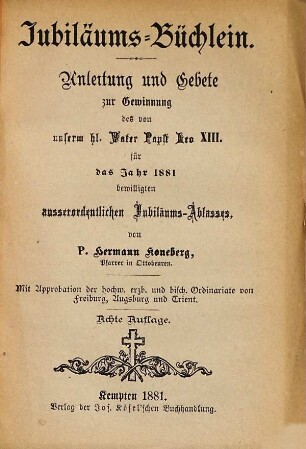 Jubiläums-Büchlein.
Anleitung und Gebete
zur Gewinnung
des von
unserm hl. Vater Papst Leo XIII.
für
das Jahr 1881
bewilligten
ausserordentlichen Jubiläums-Ablasses,
von
P. Hermann Koneberg,
Pfarrer in Ottobeuren.
Mit Approbation der hochw. erzb. und bisch. Ordinariate von
Freiburg, Augsburg und Trient.
Achte Auflage.
Kempten 1881.
Verlag der Jos. Kösel'schen Buchhandlung.